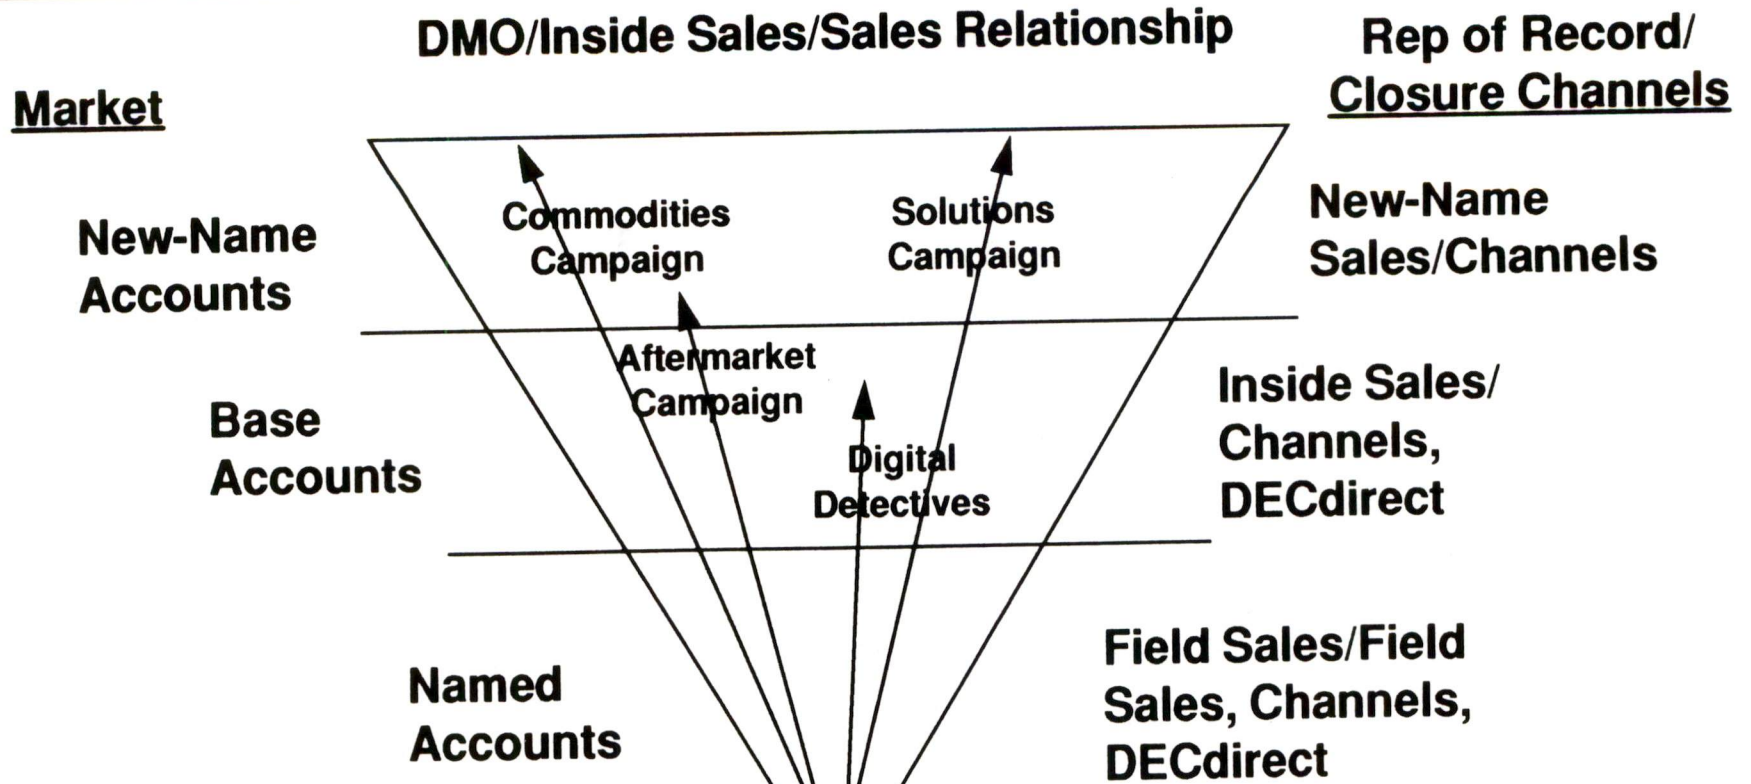 DMO/Inside Sales/Sales Relationship
Rep of Record/
Closure Channels
Market
New-Name
Accounts
Commodities
Campaign
Solutions
Campaign
New-Name
Sales/Channels
Base
Accounts
Aftermarket
Campaign
Digital
Detectives
Inside Sales/
Channels,
DECdirect
Named
Accounts
Field Sales/Field
Sales, Channels,
DECdirect